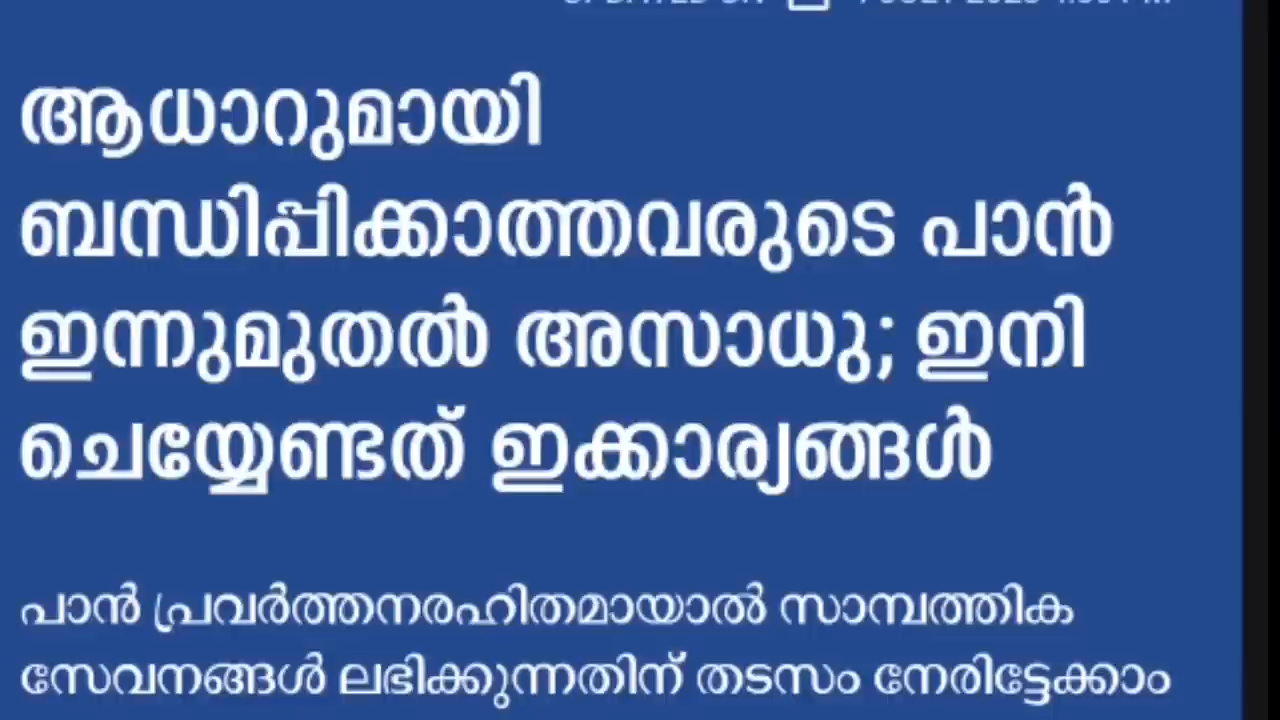 ആധാറുമായി
ബന്ധിപ്പിക്കാത്തവരുടെ പാൻ
ഇന്നുമുതൽ അസാധു; ഇനി
ചെയ്യേണ്ടത് ഇക്കാര്യങ്ങൾ
പാൻ പ്രവർത്തനരഹിതമായാൽ സാമ്പത്തിക
സേവനങ്ങൾ ലഭിക്കുന്നതിന് തടസം നേരിട്ടേക്കാം